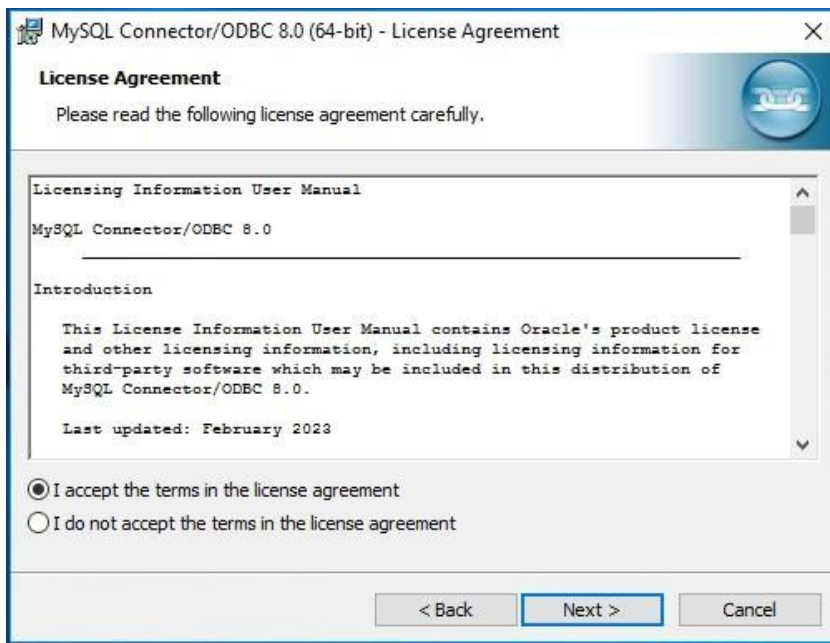 MySQL Connector/ODBC 8.0 (64-bit) - License Agreement
License Agreement
Please read the following license agreement carefully.
Licensing Information User Manual
MySQL Connector/ODBC 8.0
Introduction
This License Information User Manual contains Oracle's product license
and other licensing information, including licensing information for
third-party software which may be included in this distribution of
MySQL Connector/ODBC 8.0.
Last updated: February 2023
I accept the terms in the license agreement
I do not accept the terms in the license agreement
< Back Next > Cancel